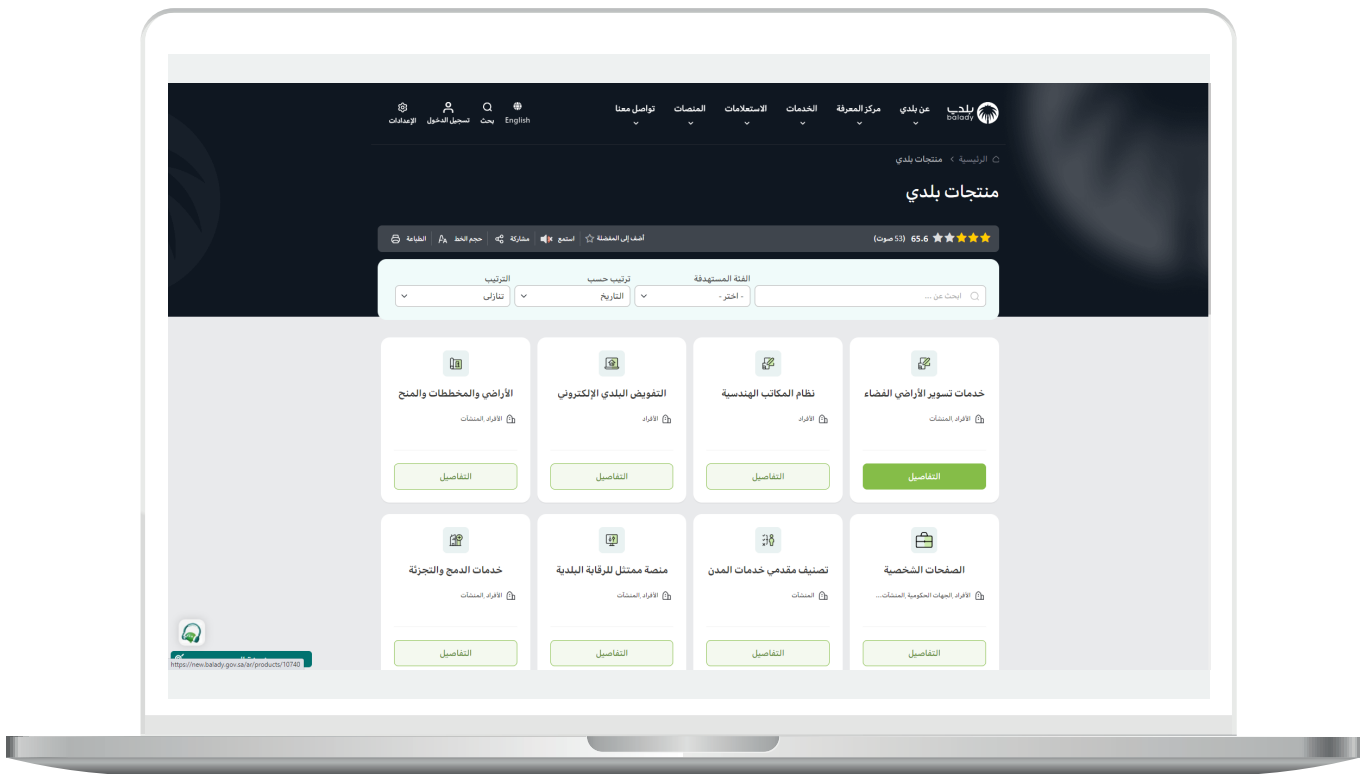 بلدي
balady
عن بلدي
مركز المعرفة
الخدمات
الاستعلامات
المنصات
تواصل معنا
English
بحث
تسجيل الدخول
الإعدادات
الرئيسية > منتجات بلدي
منتجات بلدي
65.6 (53 صوت)
أضف إلى المفضلة
استمع
مشاركة
حجم الخط
الطباعة
الفئة المستهدفة
ترتيب حسب
الترتيب
ابحث عن ...
- اختر -
التاريخ
تنازلى
خدمات تسوير الأراضي الفضاء
نظام المكاتب الهندسية
التفويض البلدي الإلكتروني
الأراضي والمخططات والمنح
الأفراد ,المنشآت
الأفراد
الأفراد
الأفراد ,المنشآت
التفاصيل
التفاصيل
التفاصيل
التفاصيل
الصفحات الشخصية
تصنيف مقدمي خدمات المدن
منصة ممتثل للرقابة البلدية
خدمات الدمج والتجزئة
الأفراد ,الجهات الحكومية ,المنشآت...
المنشآت
الأفراد ,المنشآت
الأفراد ,المنشآت
التفاصيل
التفاصيل
التفاصيل
التفاصيل
https://new.balady.gov.sa/ar/products/10740